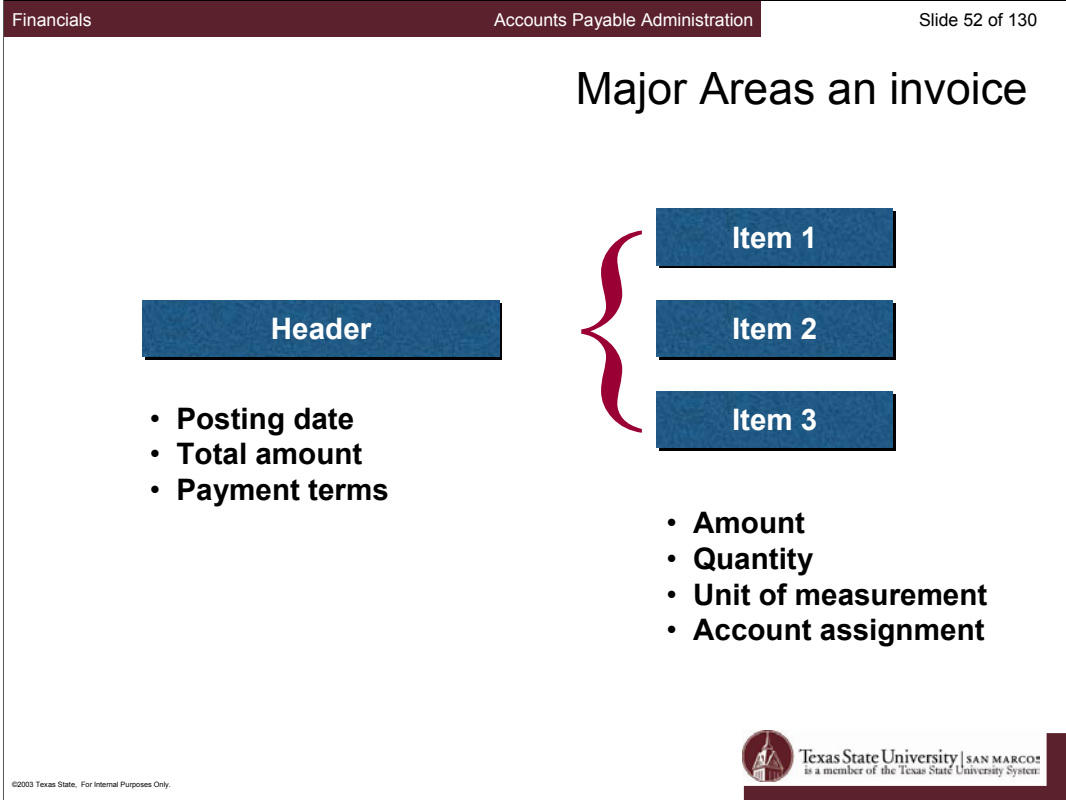 Financials
Accounts Payable Administration
Slide 52 of 130
Major Areas an invoice
Header
• Posting date
• Total amount
• Payment terms
Item 1
Item 2
Item 3
• Amount
• Quantity
• Unit of measurement
• Account assignment
©2003 Texas State, For Internal Purposes Only.
Texas State University | SAN MARCOS
is a member of the Texas State University System